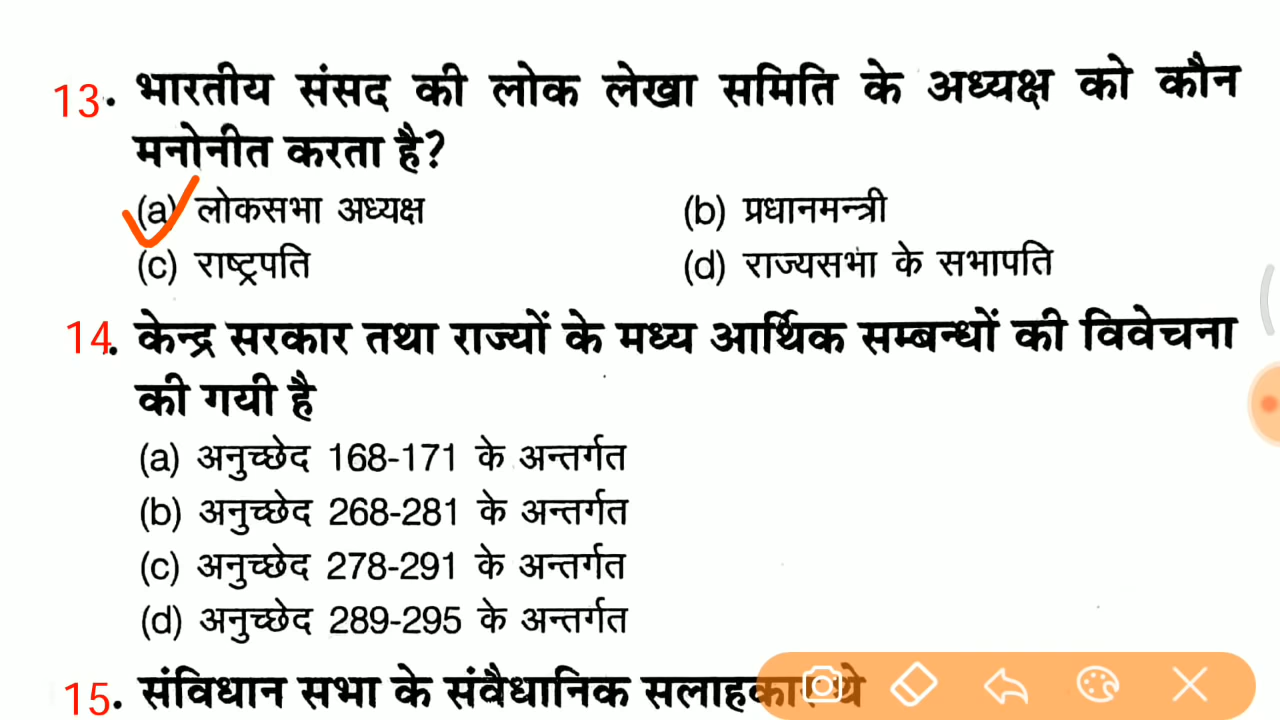 13. भारतीय संसद की लोक लेखा समिति के अध्यक्ष को कौन
मनोनीत करता है?
(a) लोकसभा अध्यक्ष (b) प्रधानमन्त्री
(c) राष्ट्रपति (d) राज्यसभा के सभापति
14. केन्द्र सरकार तथा राज्यों के मध्य आर्थिक सम्बन्धों की विवेचना
की गयी है
(a) अनुच्छेद 168-171 के अन्तर्गत
(b) अनुच्छेद 268-281 के अन्तर्गत
(c) अनुच्छेद 278-291 के अन्तर्गत
(d) अनुच्छेद 289-295 के अन्तर्गत
15. संविधान सभा के संवैधानिक सलाहकार थे